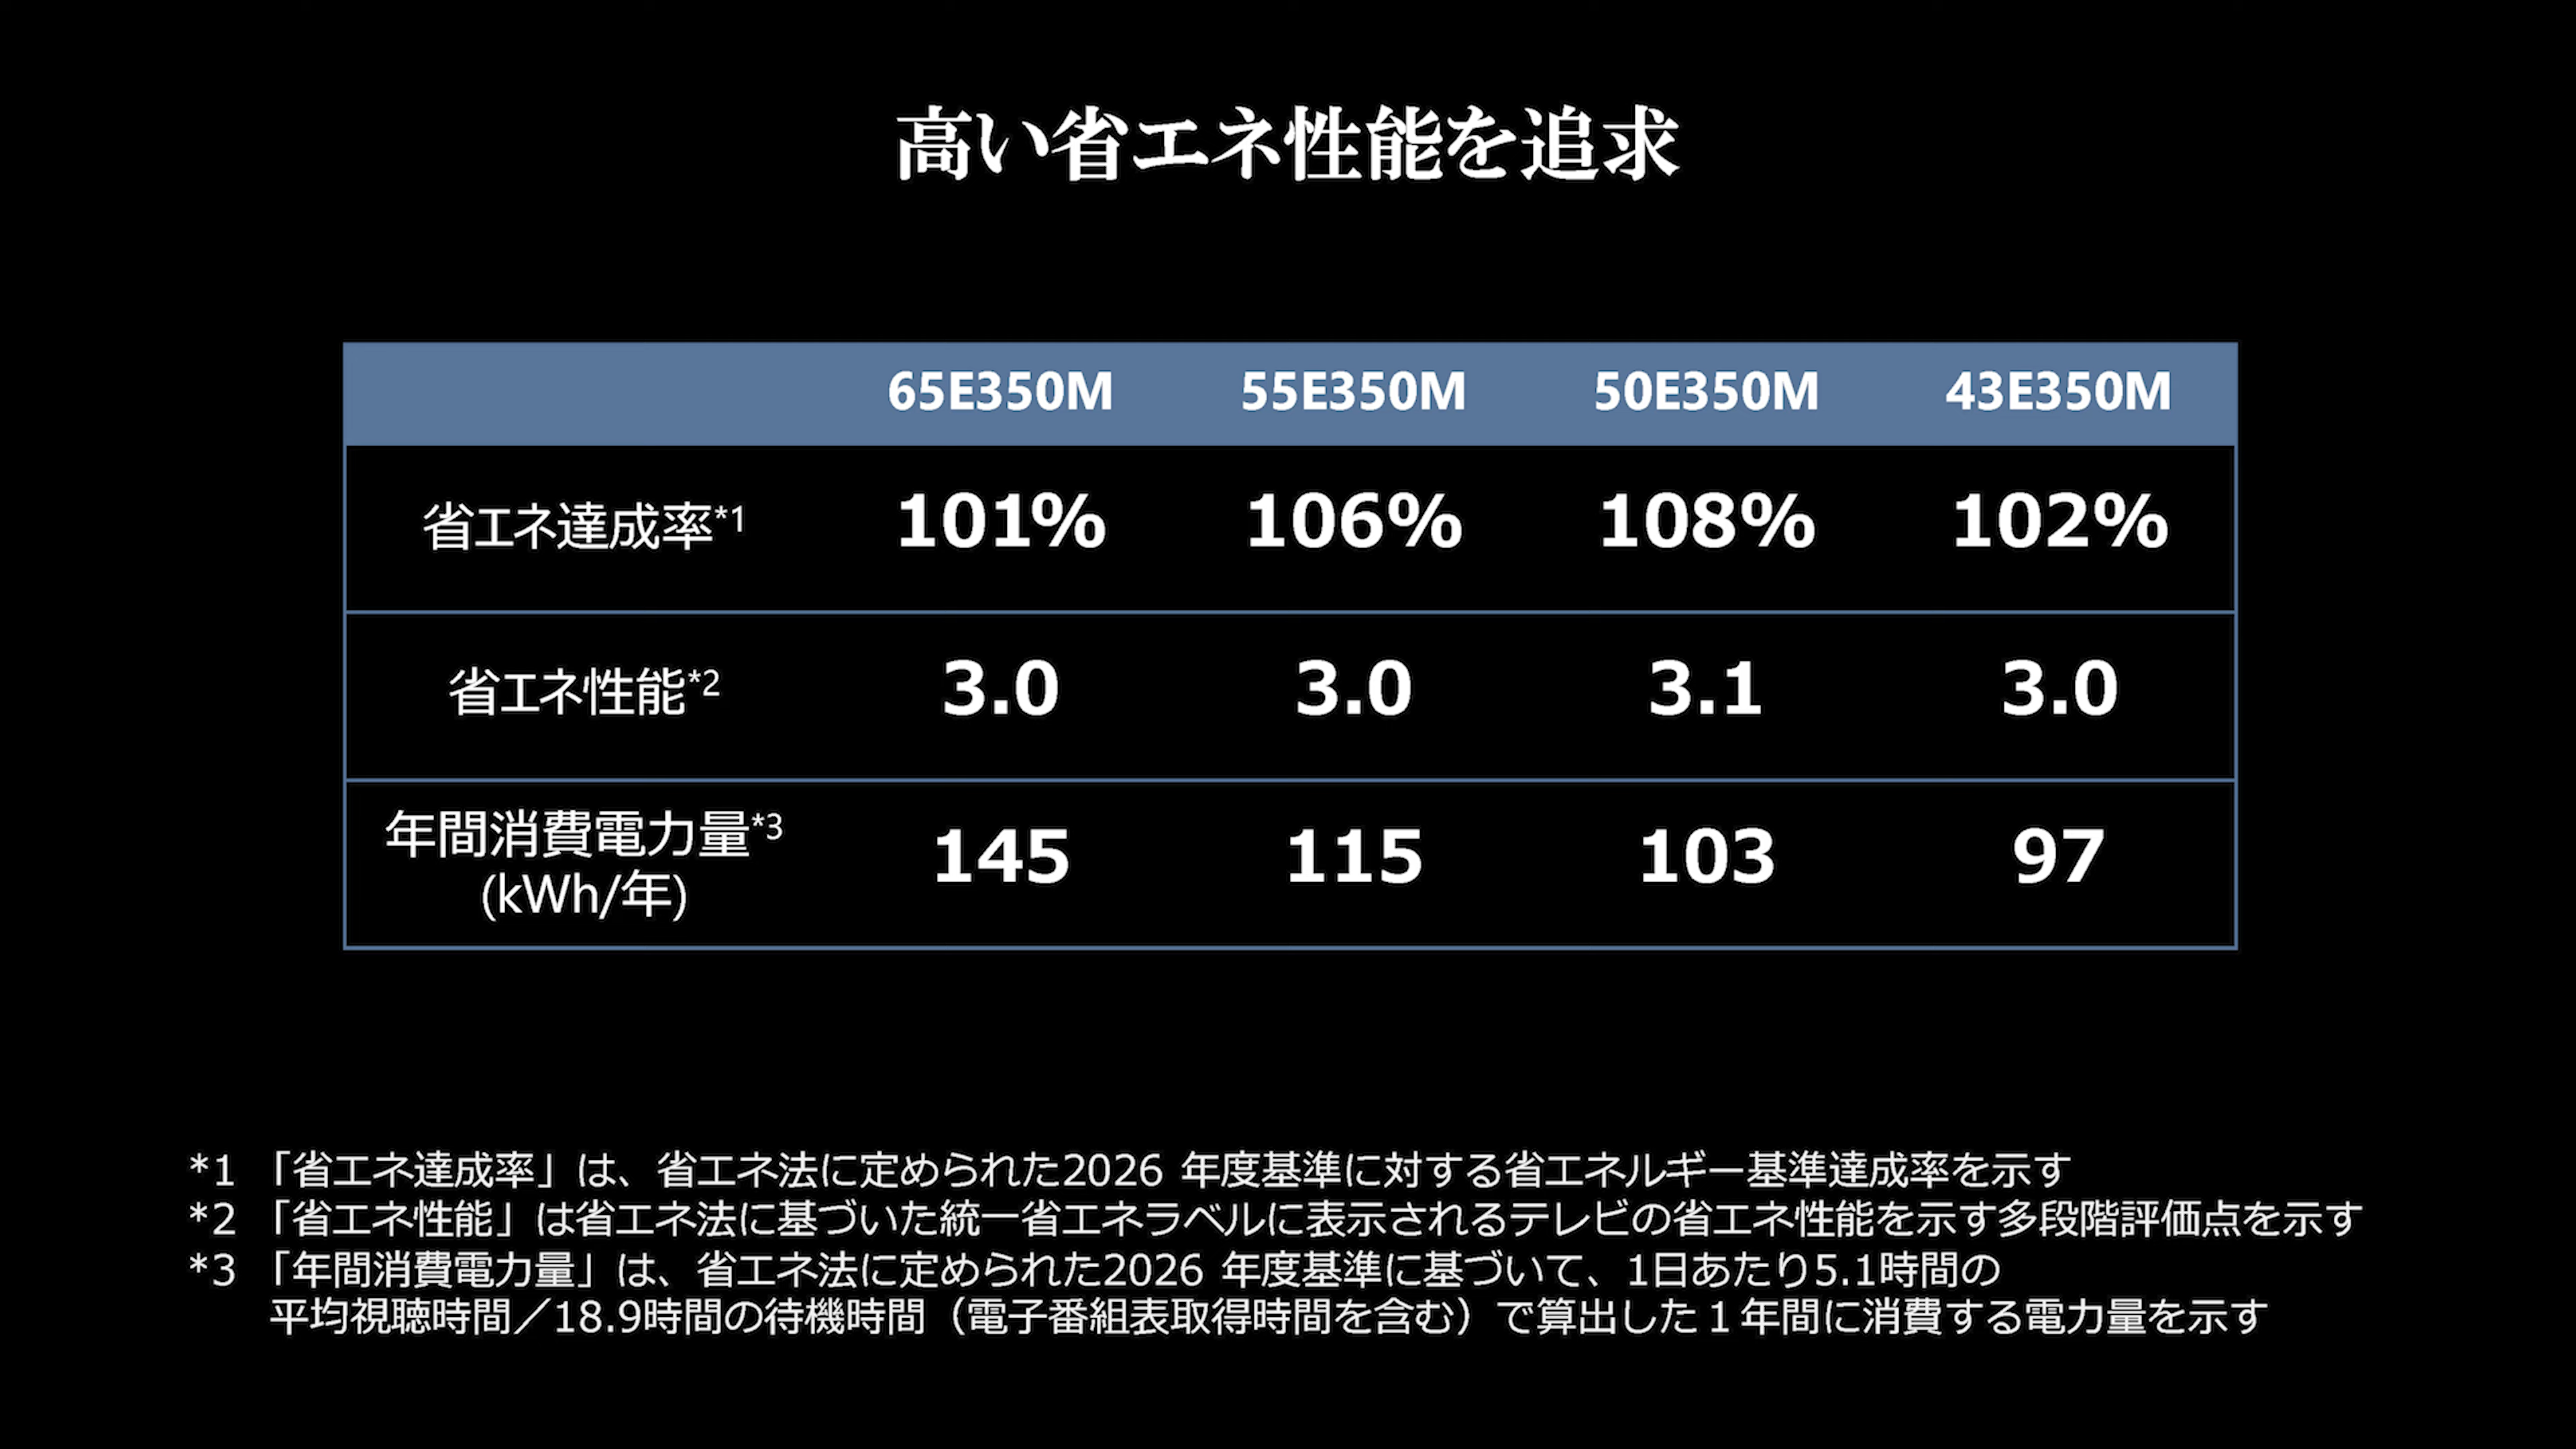 高い省エネ性能を追求
65E350M 55E350M 50E350M 43E350M
省エネ達成率*1 101% 106% 108% 102%
省エネ性能*2 3.0 3.0 3.1 3.0
年間消費電力量*3 145 115 103 97
(kWh/年)
*1 「省エネ達成率」は、省エネ法に定められた2026 年度基準に対する省エネルギー基準達成率を示す
*2 「省エネ性能」は省エネ法に基づいた統一省エネラベルに表示されるテレビの省エネ性能を示す多段階評価点を示す
*3 「年間消費電力量」は、省エネ法に定められた2026 年度基準に基づいて、1日あたり5.1時間の
平均視聴時間／18.9時間の待機時間（電子番組表取得時間を含む）で算出した１年間に消費する電力量を示す